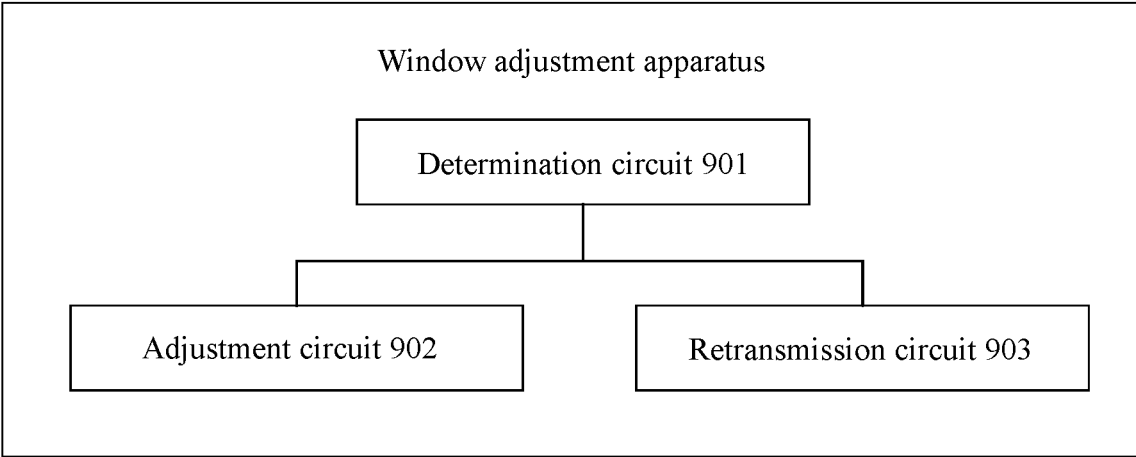 Window adjustment apparatus
Determination circuit 901
Adjustment circuit 902
Retransmission circuit 903